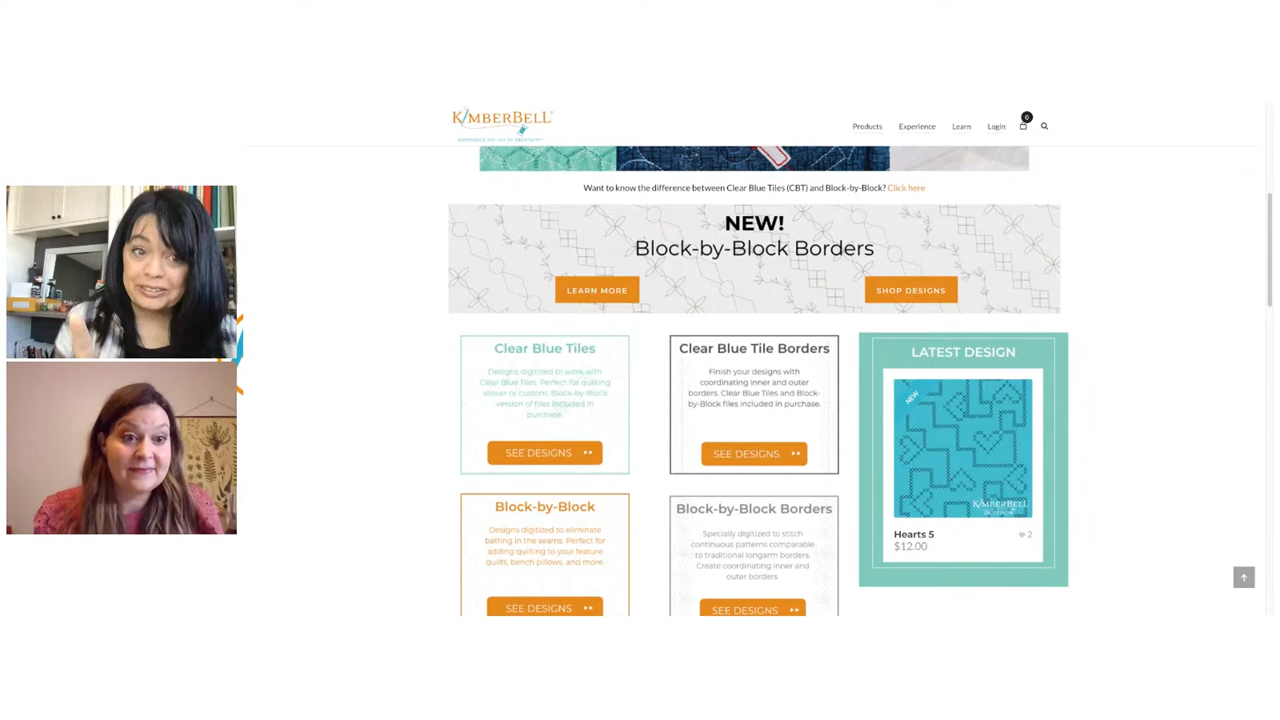 KIMBERBELL
EXPERIENCE THE JOY OF CREATIVITY
Products
Experience
Learn
Login
0
Want to know the difference between Clear Blue Tiles (CBT) and Block-by-Block? Click here
NEW!
Block-by-Block Borders
LEARN MORE
SHOP DESIGNS
Clear Blue Tiles
Designs digitized to work with
Clear Blue Tiles. Perfect for quilting
allover or custom. Block-by-Block
version of files included in
purchase.
SEE DESIGNS
Clear Blue Tile Borders
Finish your designs with
coordinating inner and outer
borders. Clear Blue Tiles and Block-
by-Block files included in purchase.
SEE DESIGNS
LATEST DESIGN
NEW
KIMBERBELL
Hearts 5
2
$12.00
Block-by-Block
Designs digitized to eliminate
batting in the seams. Perfect for
adding quilting to your feature
quilts, bench pillows, and more.
SEE DESIGNS
Block-by-Block Borders
Specially digitized to stitch
continuous patterns comparable
to traditional longarm borders.
Create coordinating inner and
outer borders.
SEE DESIGNS